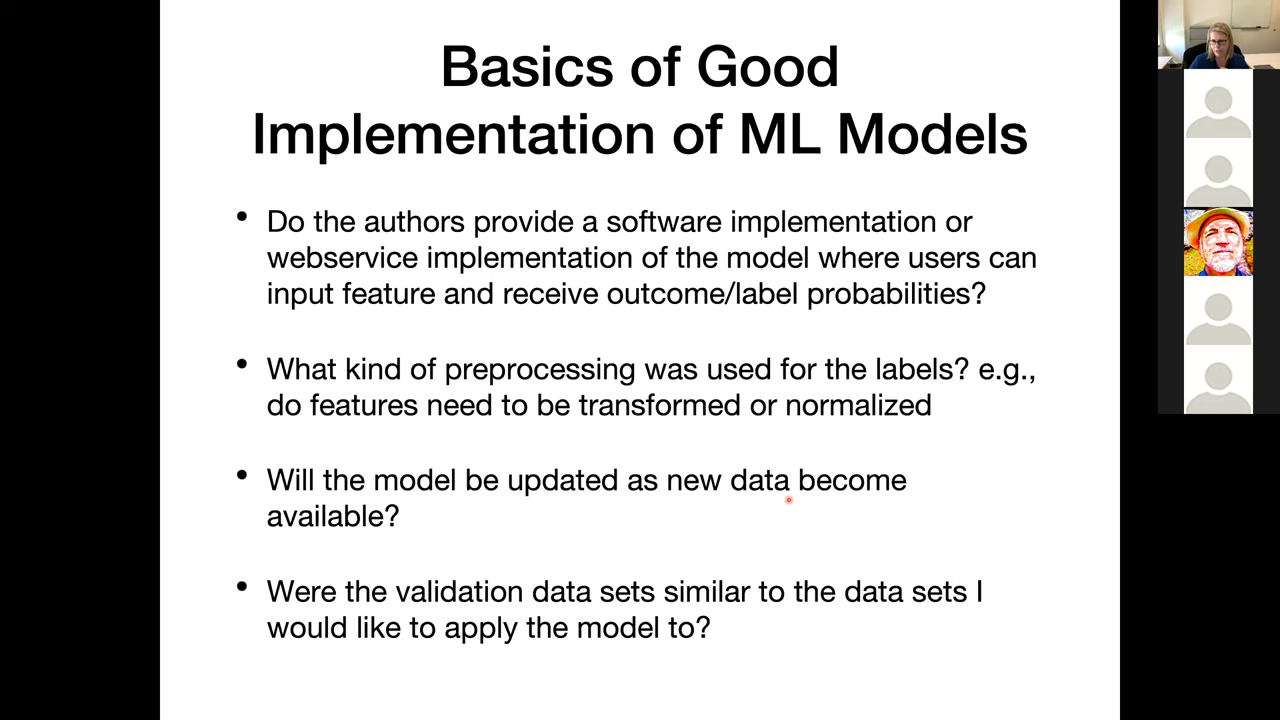 Basics of Good
Implementation of ML Models
• Do the authors provide a software implementation or
webservice implementation of the model where users can
input feature and receive outcome/label probabilities?
• What kind of preprocessing was used for the labels? e.g.,
do features need to be transformed or normalized
• Will the model be updated as new data become
available?
• Were the validation data sets similar to the data sets I
would like to apply the model to?